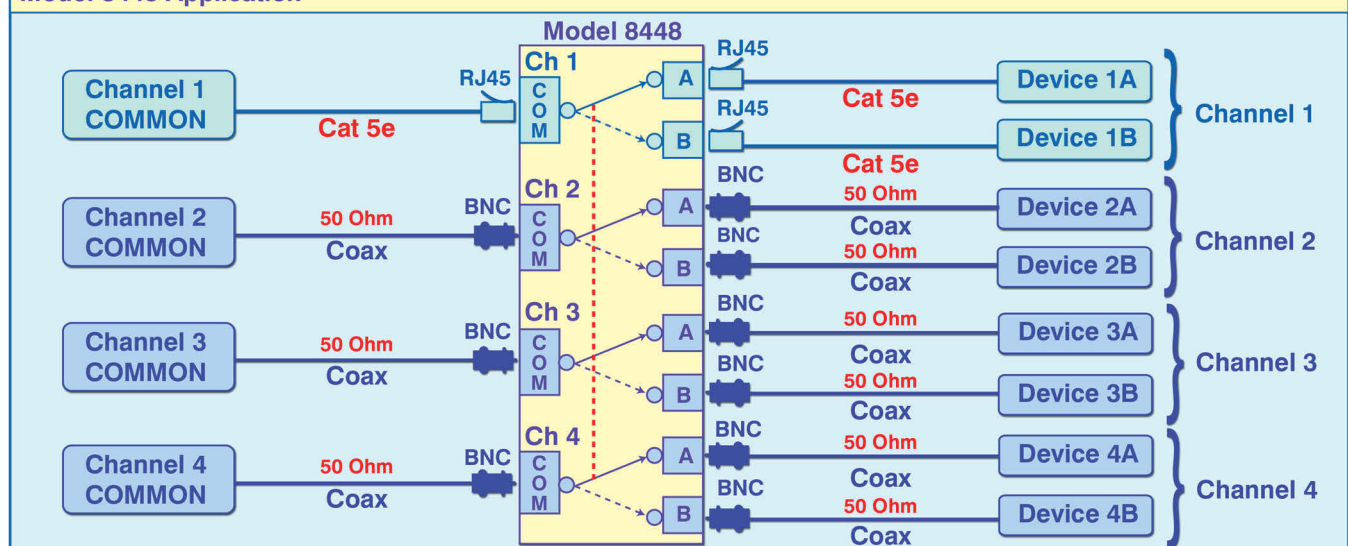 Model 8448
Ch 1
RJ45
Channel 1
COMMON
Cat 5e
C
O
M
A
B
RJ45
Cat 5e
Device 1A
RJ45
Cat 5e
Device 1B
Channel 1
Ch 2
BNC
Channel 2
COMMON
50 Ohm
Coax
C
O
M
A
B
BNC
50 Ohm
Coax
Device 2A
BNC
50 Ohm
Coax
Device 2B
Channel 2
Ch 3
BNC
Channel 3
COMMON
50 Ohm
Coax
C
O
M
A
B
BNC
50 Ohm
Coax
Device 3A
BNC
50 Ohm
Coax
Device 3B
Channel 3
Ch 4
BNC
Channel 4
COMMON
50 Ohm
Coax
C
O
M
A
B
BNC
50 Ohm
Coax
Device 4A
BNC
50 Ohm
Coax
Device 4B
Channel 4